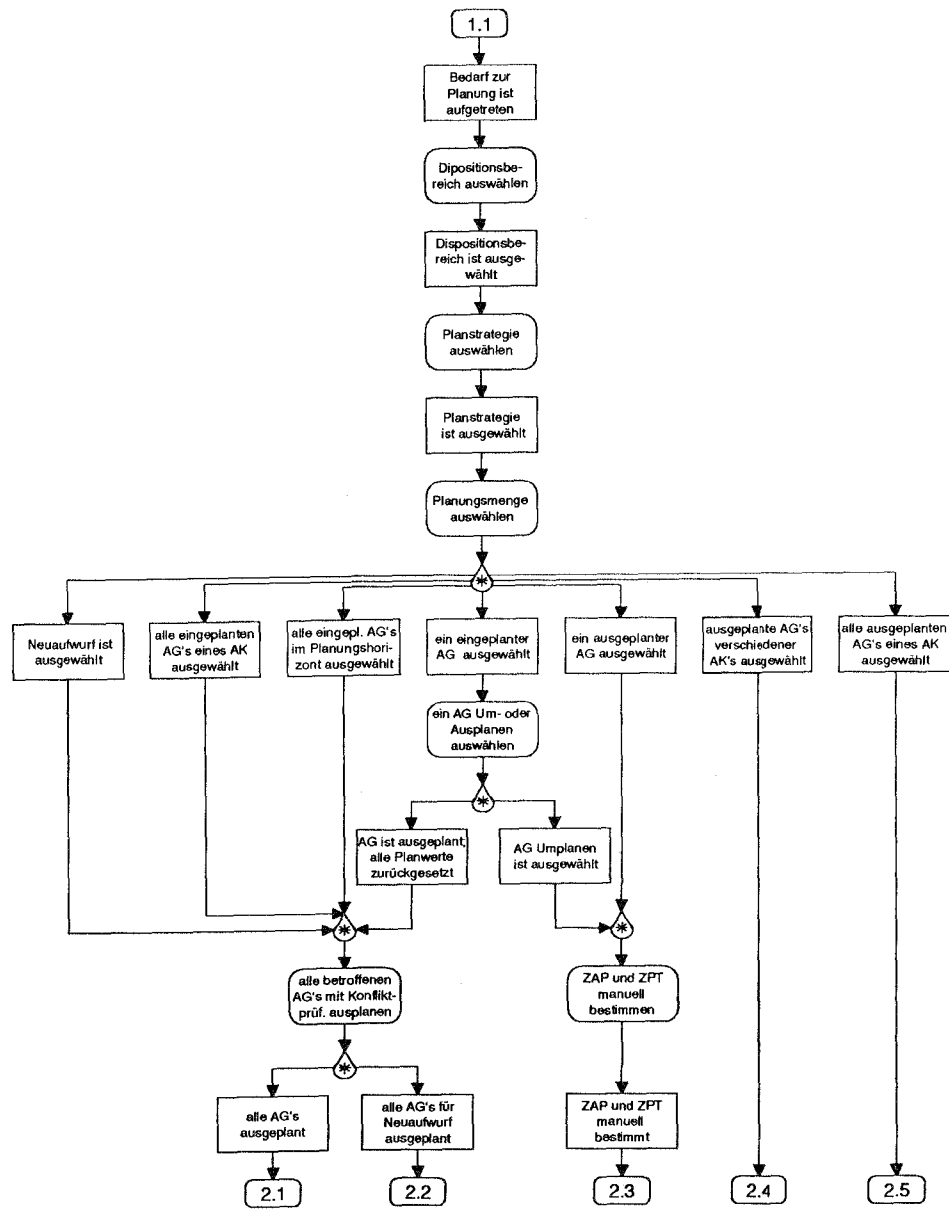 1.1
Bedarf zur
Planung ist
aufgetreten
Dipositionsbe-
reich auswählen
Dispositionsbe-
reich ist ausge-
wählt
Planstrategie
auswählen
Planstrategie
ist ausgewählt
Planungsmenge
auswählen
*
Neuaufwurf ist
ausgewählt
alle eingeplanten
AG's eines AK
ausgewählt
alle eingepl. AG's
im Planungshori-
zont ausgewählt
ein eingeplanter
AG ausgewählt
ein ausgeplanter
AG ausgewählt
ausgeplante AG's
verschiedener
AK's ausgewählt
alle ausgeplanten
AG's eines AK
ausgewählt
ein AG Um- oder
Ausplanen
auswählen
*
AG ist ausgeplant,
alle Planwerte
zurückgesetzt
AG Umplanen
ist ausgewählt
*
*
alle betroffenen
AG's mit Konflikt-
prüf. ausplanen
ZAP und ZPT
manuell
bestimmen
*
alle AG's
ausgeplant
alle AG's für
Neuaufwurf
ausgeplant
ZAP und ZPT
manuell
bestimmt
2.1
2.2
2.3
2.4
2.5